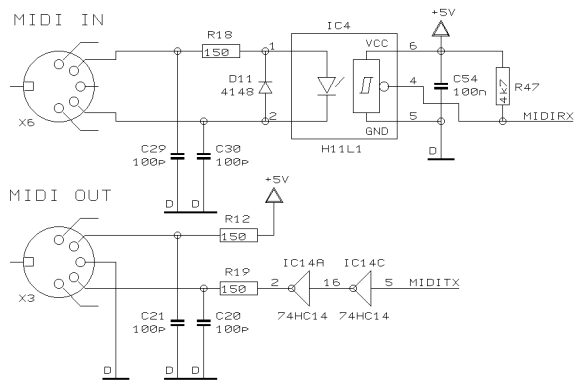 MIDI IN
X6
C29
100p
C30
100p
D
D
R18
150
D11
4148
1
2
IC4
VCC
GND
H11L1
6
4
5
+5V
C54
100n
D
R47
4k7
MIDIRX
MIDI OUT
X3
D
C21
100p
C20
100p
D
D
R12
150
+5V
R19
150
2
IC14A
74HC14
16
IC14C
74HC14
5
MIDITX